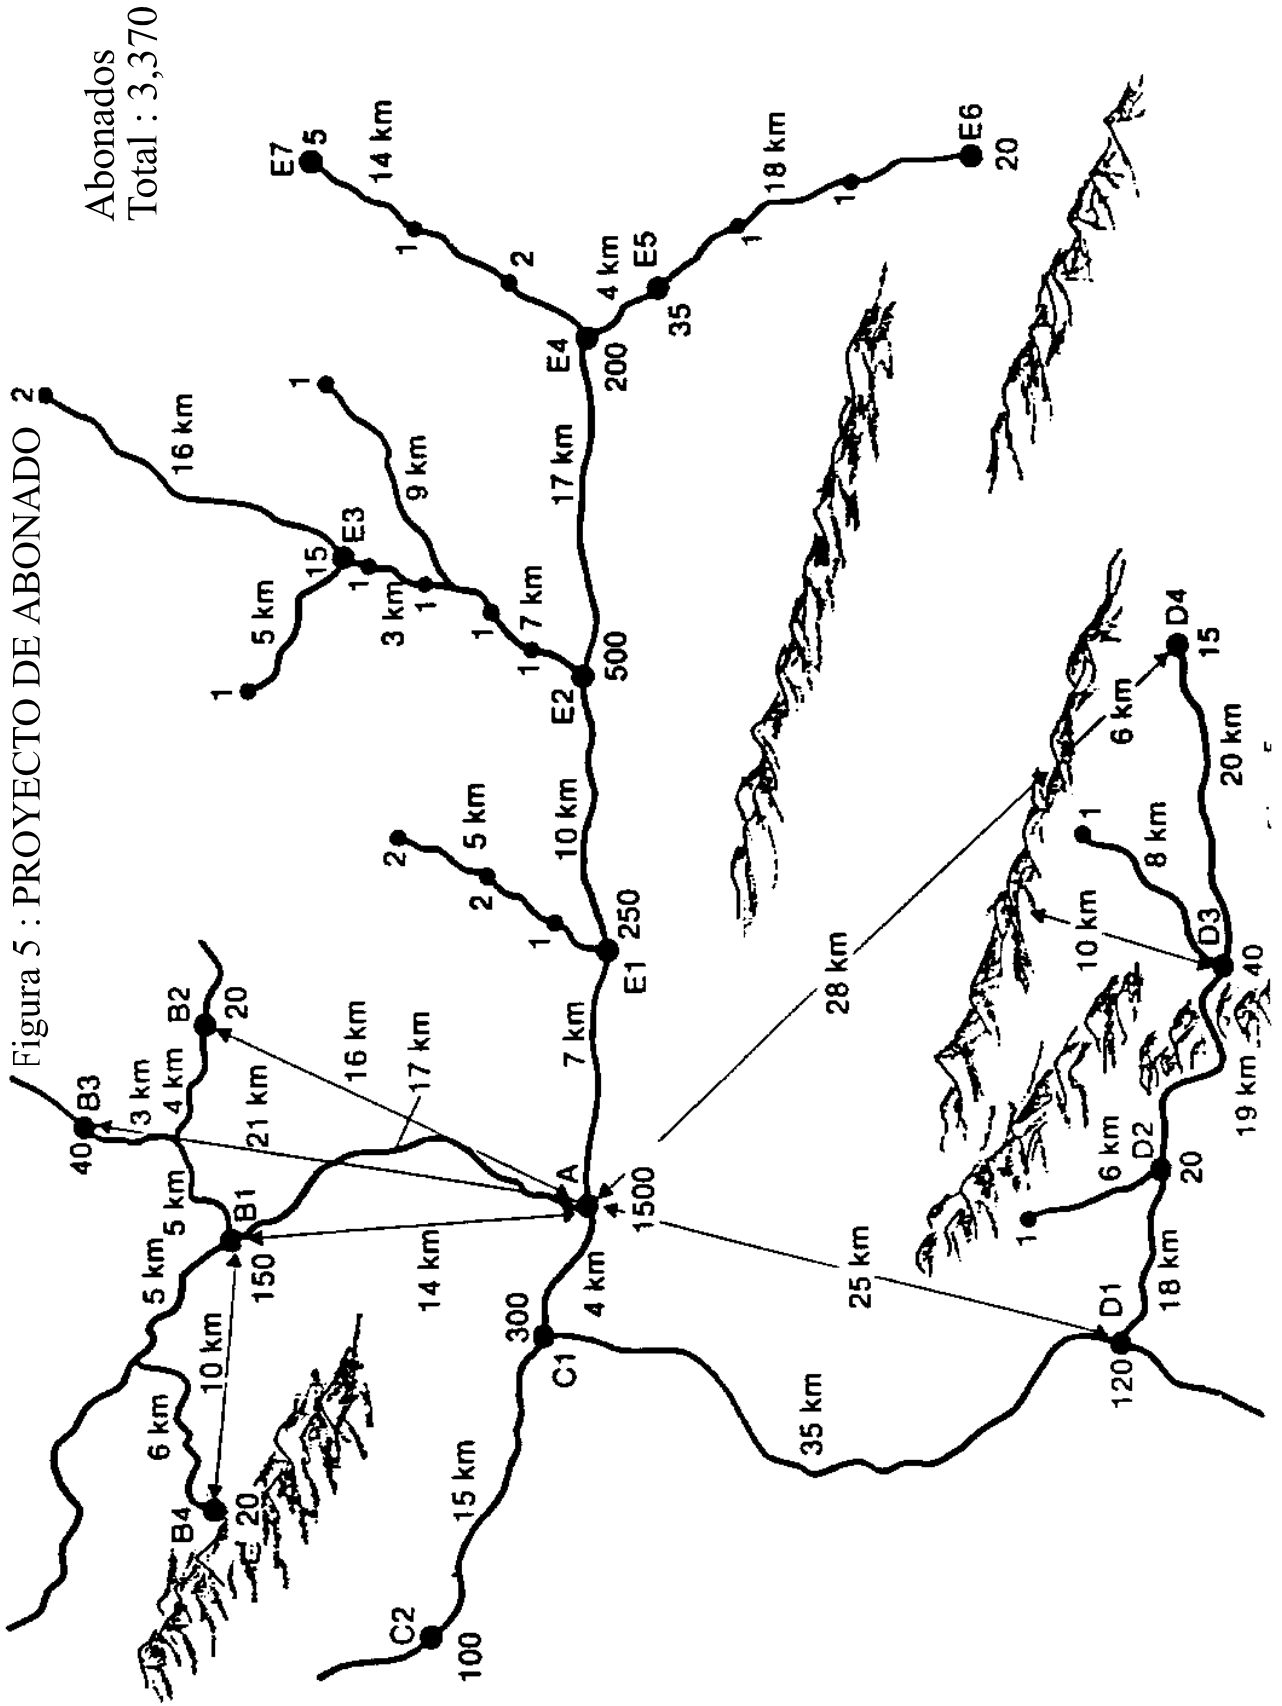 Figura 5 : PROYECTO DE ABONADO
Abonados
Total : 3,370
B4
20
6 km
10 km
5 km
B1
150
5 km
40
B3
3 km
4 km
B2
20
21 km
16 km
17 km
14 km
C2
100
15 km
C1
300
4 km
A
1500
7 km
E1
250
1
2
2
5 km
10 km
E2
500
1
1
7 km
1
3 km
1
15
E3
5 km
1
16 km
2
9 km
1
17 km
E4
200
2
1
14 km
E7
5
4 km
E5
35
1
18 km
1
E6
20
35 km
25 km
28 km
D1
120
18 km
1
6 km
D2
20
19 km
10 km
D3
40
8 km
1
20 km
6 km
D4
15